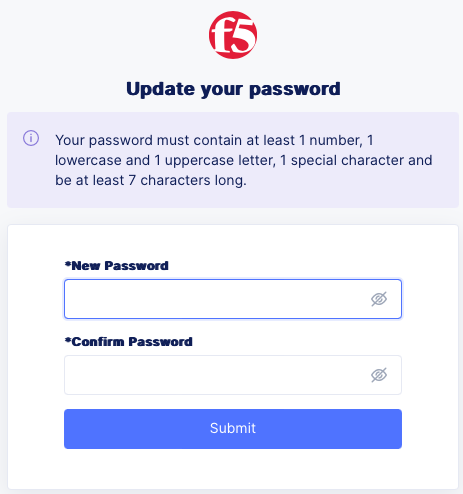 f5
Update your password
Your password must contain at least 1 number, 1
lowercase and 1 uppercase letter, 1 special character and
be at least 7 characters long.
*New Password
*Confirm Password
Submit